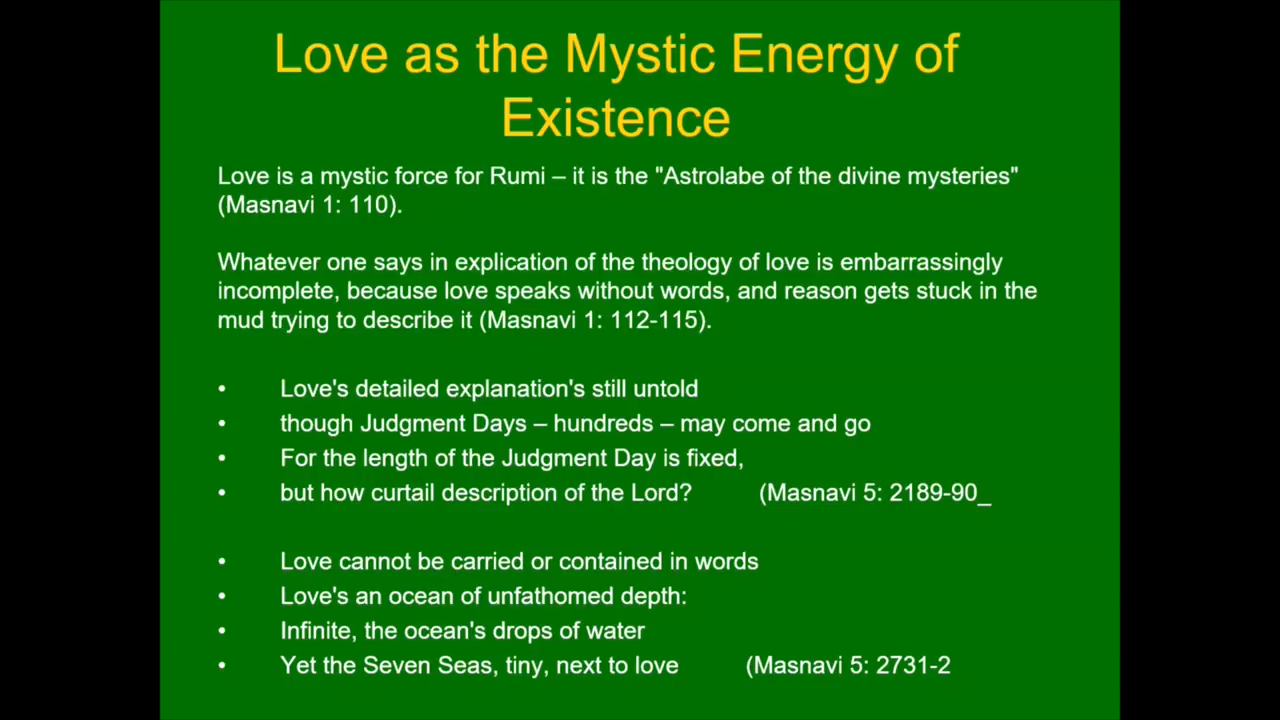 Love as the Mystic Energy of
Existence
Love is a mystic force for Rumi – it is the "Astrolabe of the divine mysteries"
(Masnavi 1: 110).
Whatever one says in explication of the theology of love is embarrassingly
incomplete, because love speaks without words, and reason gets stuck in the
mud trying to describe it (Masnavi 1: 112-115).
• Love's detailed explanation's still untold
• though Judgment Days – hundreds – may come and go
• For the length of the Judgment Day is fixed,
• but how curtail description of the Lord? (Masnavi 5: 2189-90_
• Love cannot be carried or contained in words
• Love's an ocean of unfathomed depth:
• Infinite, the ocean's drops of water
• Yet the Seven Seas, tiny, next to love (Masnavi 5: 2731-2